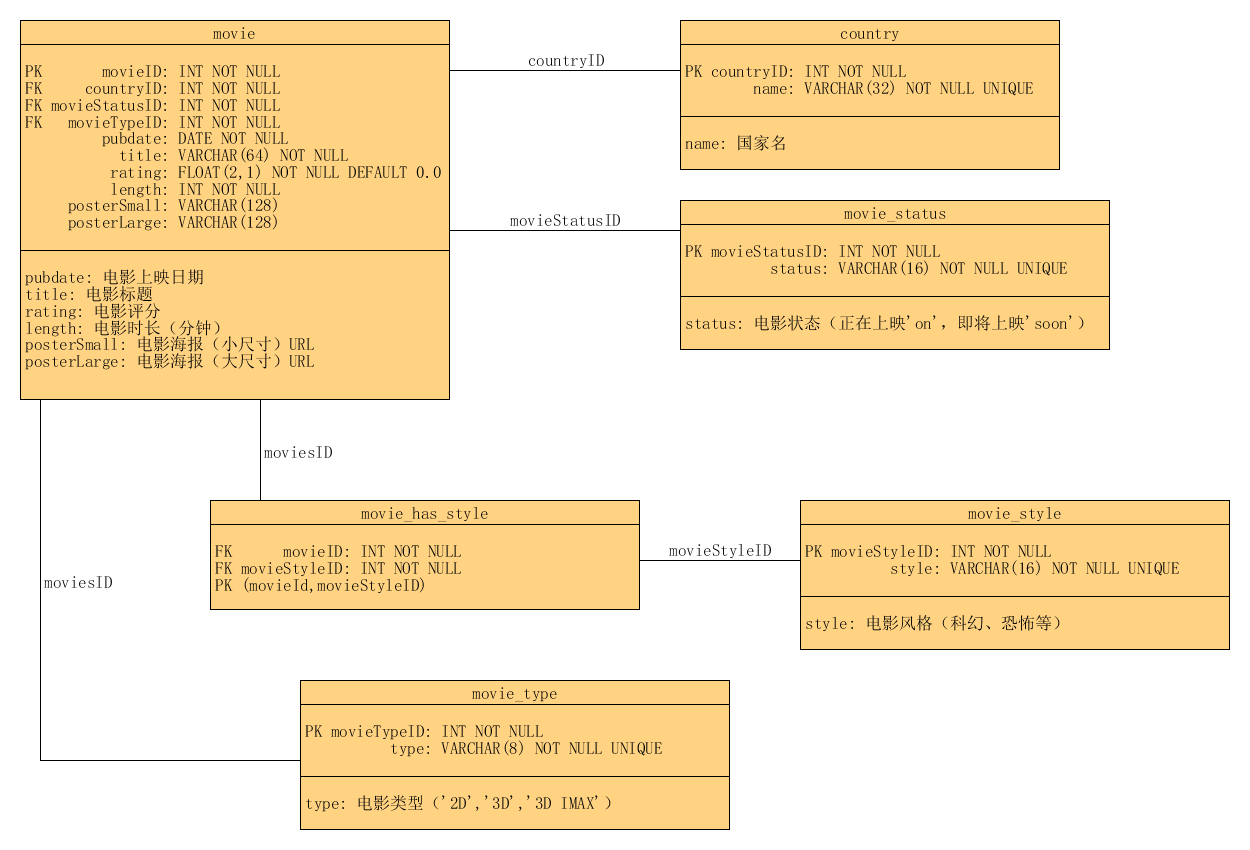 movie
PK movieID: INT NOT NULL
FK countryID: INT NOT NULL
FK movieStatusID: INT NOT NULL
FK movieTypeID: INT NOT NULL
pubdate: DATE NOT NULL
title: VARCHAR(64) NOT NULL
rating: FLOAT(2,1) NOT NULL DEFAULT 0.0
length: INT NOT NULL
posterSmall: VARCHAR(128)
posterLarge: VARCHAR(128)
pubdate: 电影上映日期
title: 电影标题
rating: 电影评分
length: 电影时长（分钟）
posterSmall: 电影海报（小尺寸）URL
posterLarge: 电影海报（大尺寸）URL
countryID
country
PK countryID: INT NOT NULL
name: VARCHAR(32) NOT NULL UNIQUE
name: 国家名
movieStatusID
movie_status
PK movieStatusID: INT NOT NULL
status: VARCHAR(16) NOT NULL UNIQUE
status: 电影状态（正在上映'on'，即将上映'soon'）
moviesID
movie_has_style
FK movieID: INT NOT NULL
FK movieStyleID: INT NOT NULL
PK (movieId,movieStyleID)
movieStyleID
movie_style
PK movieStyleID: INT NOT NULL
style: VARCHAR(16) NOT NULL UNIQUE
style: 电影风格（科幻、恐怖等）
moviesID
movie_type
PK movieTypeID: INT NOT NULL
type: VARCHAR(8) NOT NULL UNIQUE
type: 电影类型（'2D','3D','3D IMAX'）